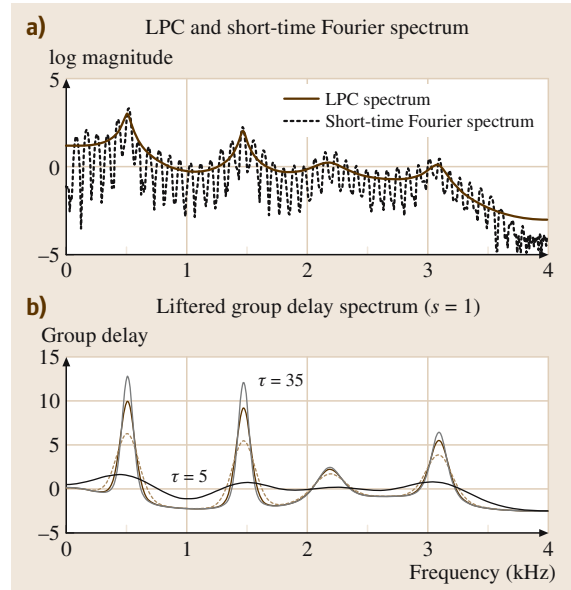 a) LPC and short-time Fourier spectrum
log magnitude
5
LPC spectrum
Short-time Fourier spectrum
0
−5
0 1 2 3 4
b) Liftered group delay spectrum (s = 1)
Group delay
15
τ = 35
10
5
τ = 5
0
−5
0 1 2 3 4
Frequency (kHz)